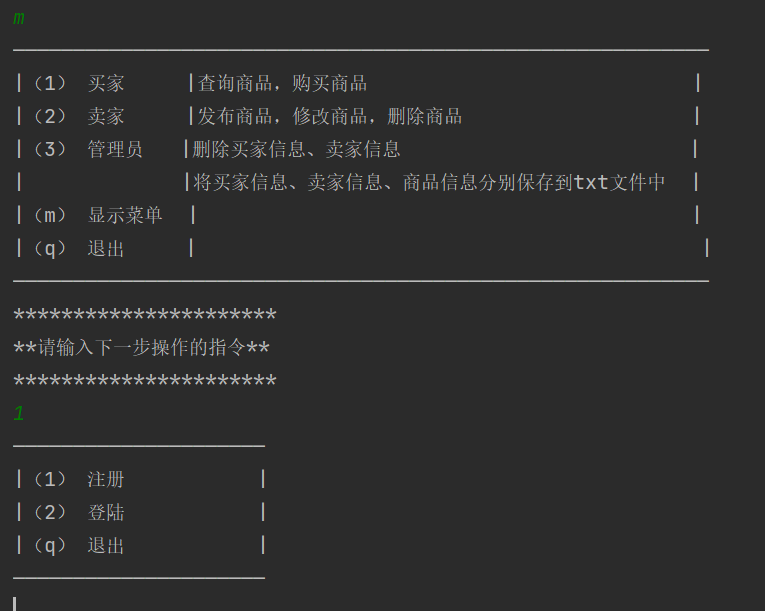 m
————————————————————————————————————————————————————————————
|（1） 买家     |查询商品，购买商品                           |
|（2） 卖家     |发布商品，修改商品，删除商品                   |
|（3） 管理员   |删除买家信息、卖家信息                        |
|             |将买家信息、卖家信息、商品信息分别保存到txt文件中  |
|（m） 显示菜单  |                                         |
|（q） 退出     |                                          |
————————————————————————————————————————————————————————————
**********************
**请输入下一步操作的指令**
**********************
1
—————————————————————
|（1） 注册           |
|（2） 登陆           |
|（q） 退出           |
—————————————————————